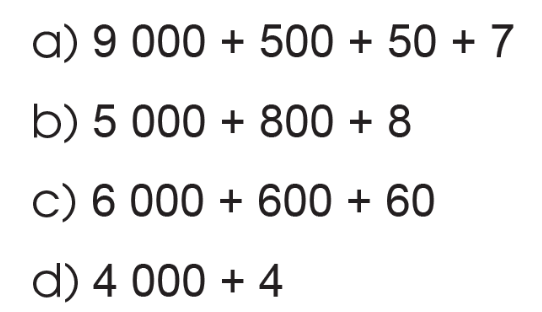 a) 9 000 + 500 + 50 + 7
b) 5 000 + 800 + 8
c) 6 000 + 600 + 60
d) 4 000 + 4